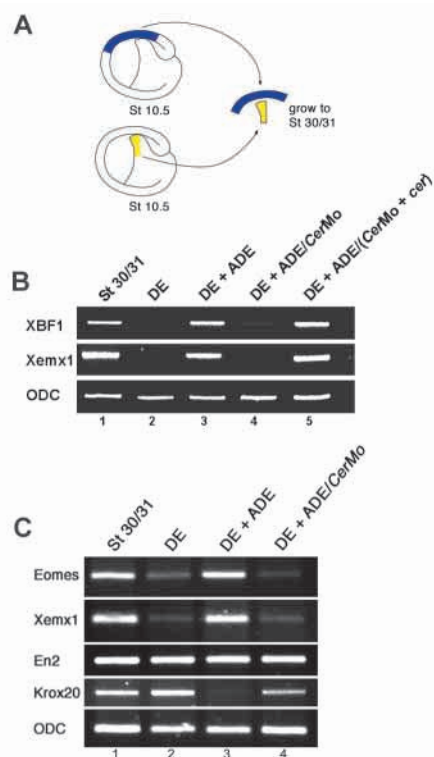 A
St 10.5
grow to
St 30/31
St 10.5
B
St 30/31
DE
DE + ADE
DE + ADE/CerMo
DE + ADE/(CerMo + cer)
XBF1
Xemx1
ODC
1 2 3 4 5
C
St 30/31
DE
DE + ADE
DE + ADE/CerMo
Eomes
Xemx1
En2
Krox20
ODC
1 2 3 4